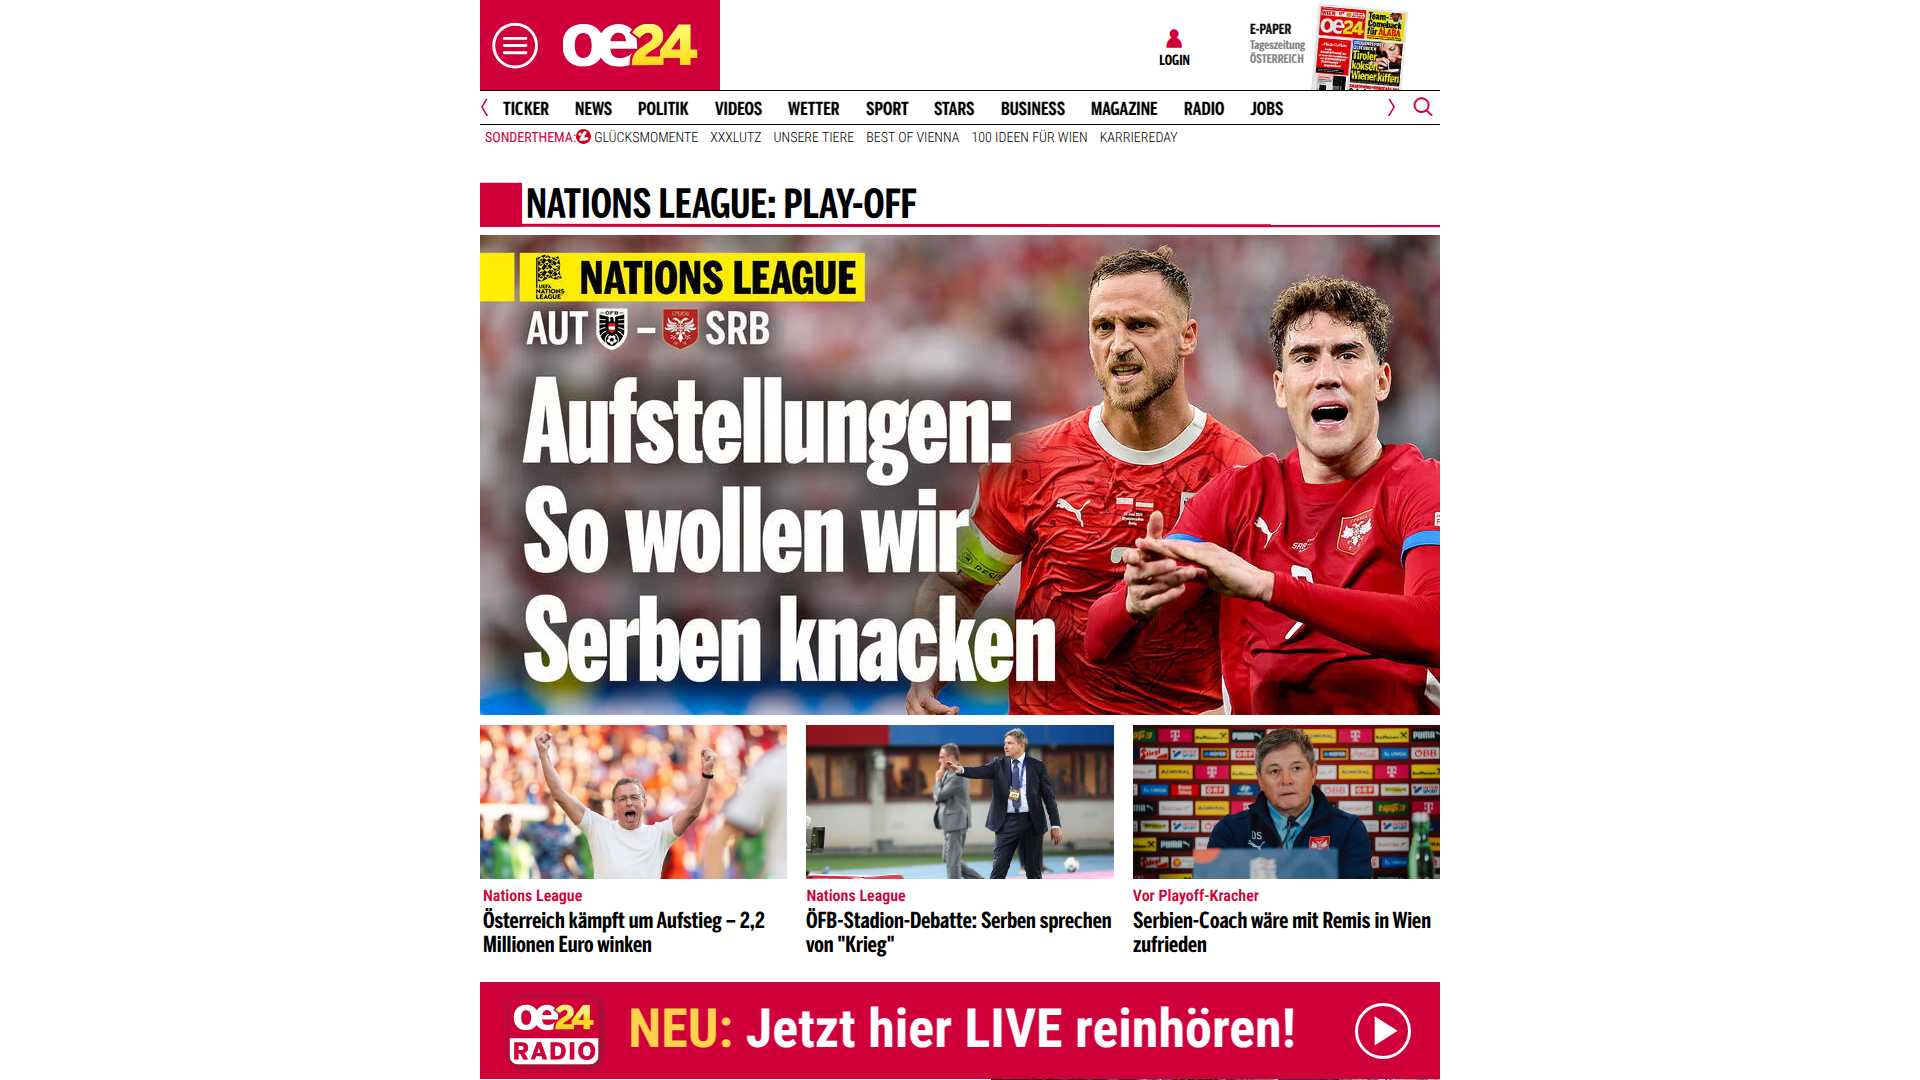 oe24
LOGIN
E-PAPER
Tageszeitung
ÖSTERREICH
oe24
Team-
Comeback
für ALABA
Tiroler
koksen,
Wiener kiffen
TICKER NEWS POLITIK VIDEOS WETTER SPORT STARS BUSINESS MAGAZINE RADIO JOBS
SONDERTHEMA: GLÜCKSMOMENTE XXXLUTZ UNSERE TIERE BEST OF VIENNA 100 IDEEN FÜR WIEN KARRIEREDAY
NATIONS LEAGUE: PLAY-OFF
UEFA
NATIONS
LEAGUE
NATIONS LEAGUE
AUT – SRB
Aufstellungen:
So wollen wir
Serben knacken
Nations League
Österreich kämpft um Aufstieg – 2,2
Millionen Euro winken
Nations League
ÖFB-Stadion-Debatte: Serben sprechen
von "Krieg"
Vor Playoff-Kracher
Serbien-Coach wäre mit Remis in Wien
zufrieden
oe24
RADIO
NEU: Jetzt hier LIVE reinhören!